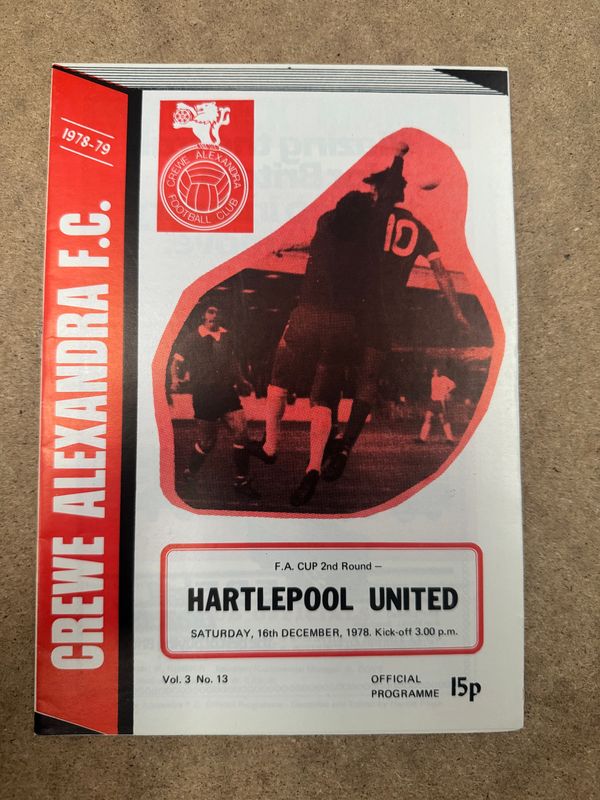 1978-79
CREWE ALEXANDRA F.C.
CREWE ALEXANDRA
FOOTBALL CLUB
10
F.A. CUP 2nd Round –
HARTLEPOOL UNITED
SATURDAY, 16th DECEMBER, 1978. Kick-off 3.00 p.m.
Vol. 3 No. 13
OFFICIAL
PROGRAMME 15p